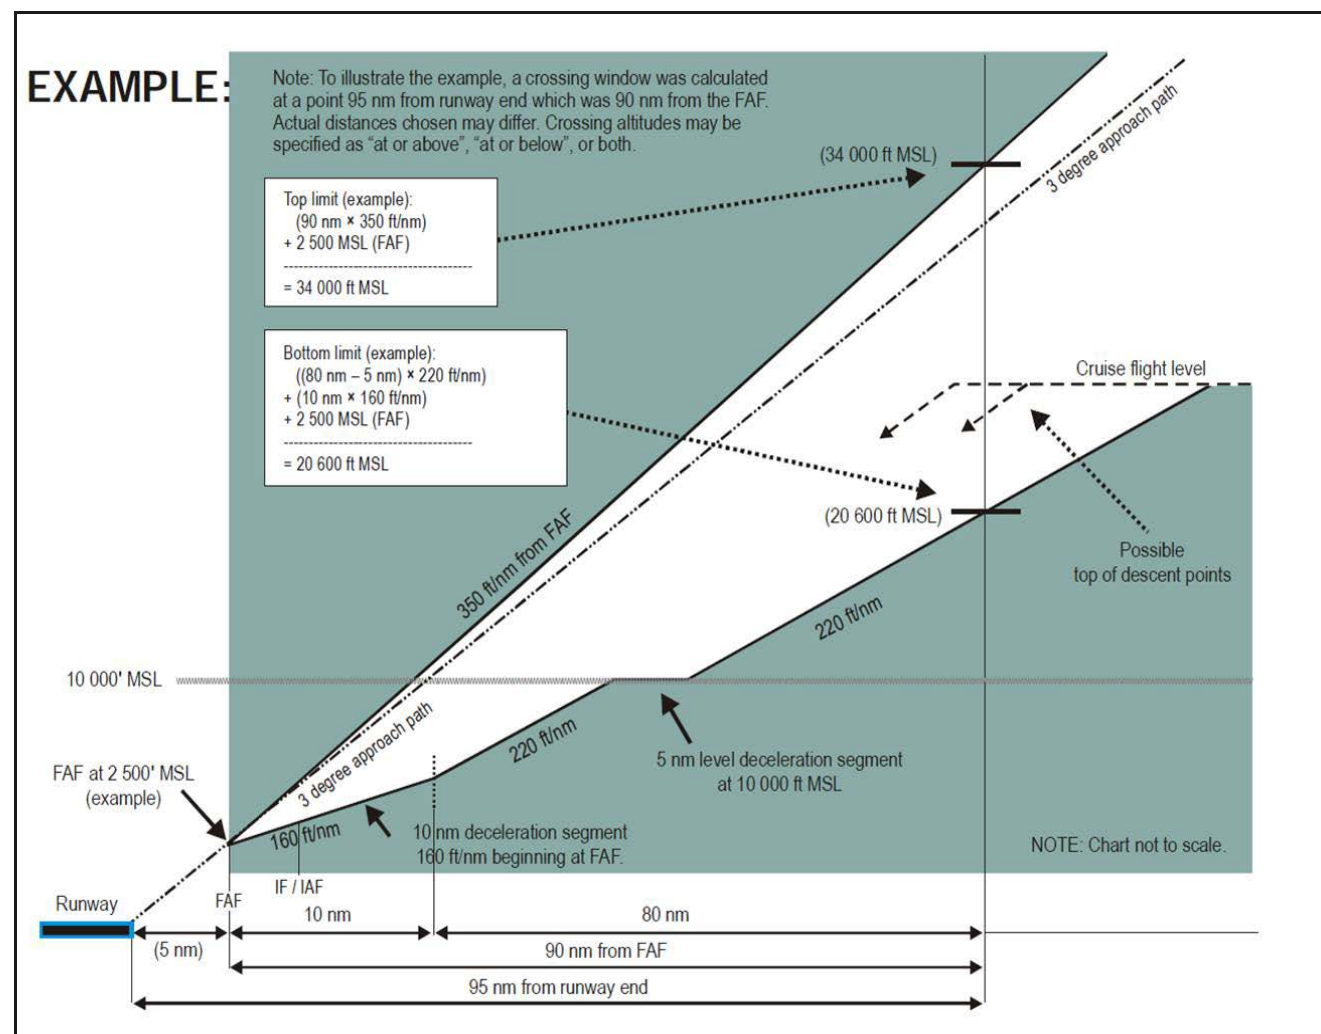 EXAMPLE:
Note: To illustrate the example, a crossing window was calculated
at a point 95 nm from runway end which was 90 nm from the FAF.
Actual distances chosen may differ. Crossing altitudes may be
specified as “at or above”, “at or below”, or both.
(34 000 ft MSL)
3 degree approach path
Top limit (example):
(90 nm × 350 ft/nm)
+ 2 500 MSL (FAF)
--------------------------------------
= 34 000 ft MSL
Bottom limit (example):
((80 nm – 5 nm) × 220 ft/nm)
+ (10 nm × 160 ft/nm)
+ 2 500 MSL (FAF)
--------------------------------------
= 20 600 ft MSL
Cruise flight level
(20 600 ft MSL)
Possible
top of descent points
350 ft/nm from FAF
220 ft/nm
10 000' MSL
220 ft/nm
3 degree approach path
5 nm level deceleration segment
at 10 000 ft MSL
FAF at 2 500' MSL
(example)
160 ft/nm
10 nm deceleration segment
160 ft/nm beginning at FAF.
NOTE: Chart not to scale.
IF / IAF
FAF
Runway
10 nm
80 nm
(5 nm)
90 nm from FAF
95 nm from runway end